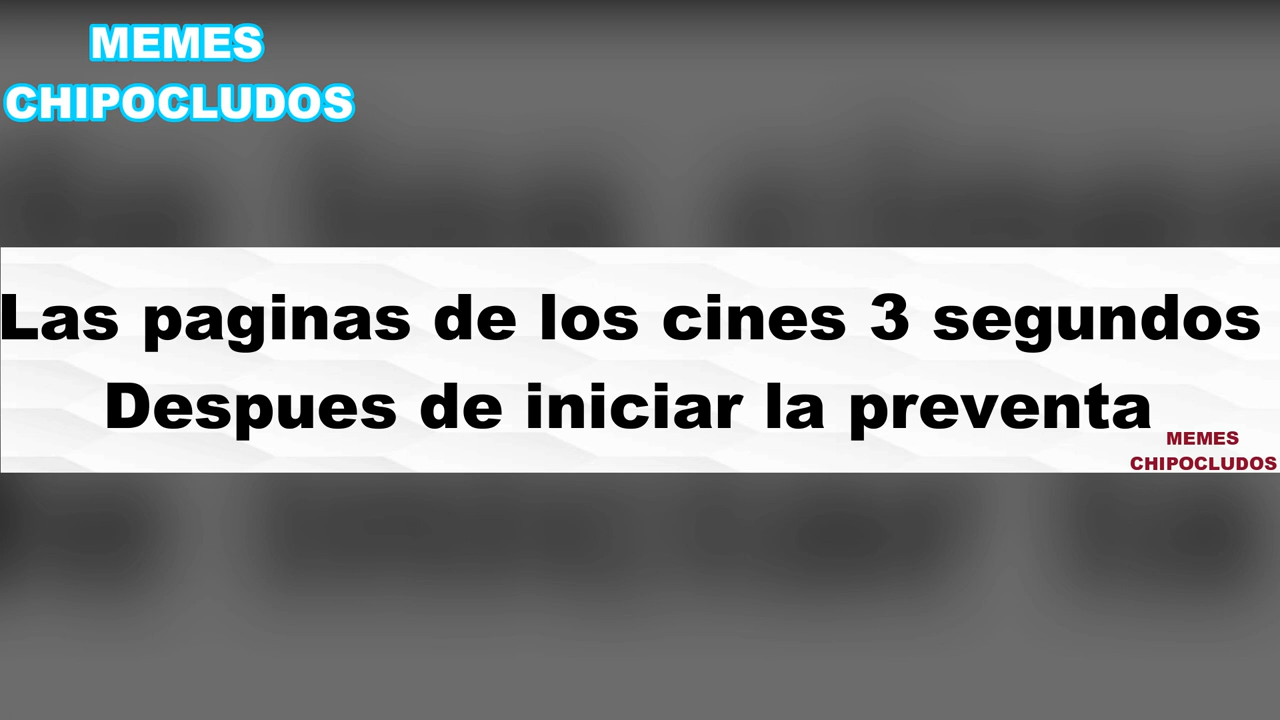 MEMES
CHIPOCLUDOS
Las paginas de los cines 3 segundos
Despues de iniciar la preventa
MEMES
CHIPOCLUDOS